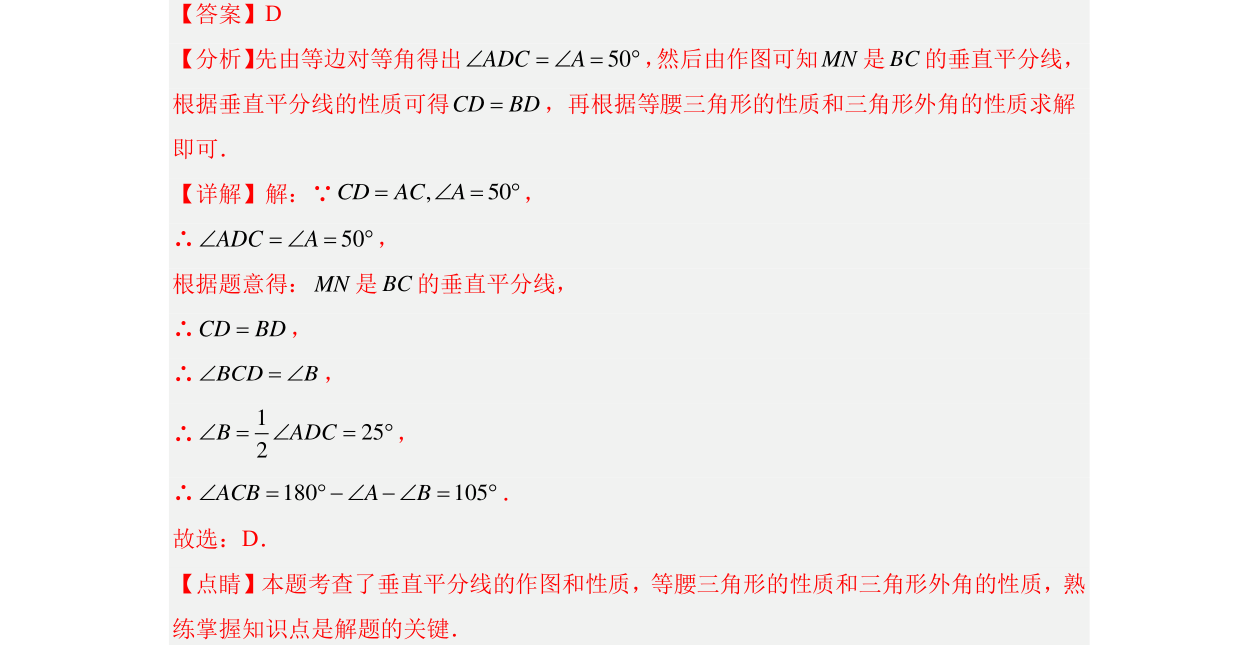 【答案】D
【分析】先由等边对等角得出∠ADC = ∠A = 50°，然后由作图可知MN是BC的垂直平分线，
根据垂直平分线的性质可得CD = BD，再根据等腰三角形的性质和三角形外角的性质求解
即可．
【详解】解：∵CD = AC,∠A = 50°，
∴∠ADC = ∠A = 50°，
根据题意得：MN是BC的垂直平分线，
∴CD = BD，
∴∠BCD = ∠B，
∴∠B = 1/2∠ADC = 25°，
∴∠ACB = 180° − ∠A − ∠B = 105°．
故选：D．
【点睛】本题考查了垂直平分线的作图和性质，等腰三角形的性质和三角形外角的性质，熟
练掌握知识点是解题的关键．